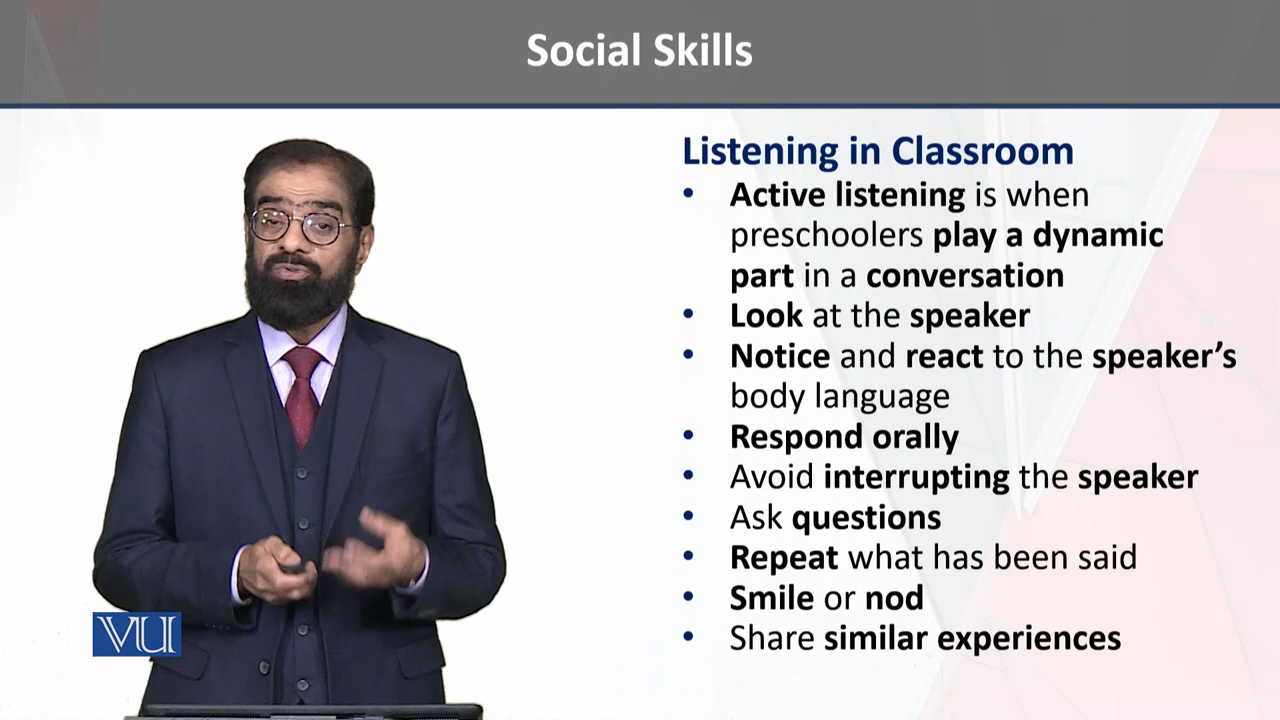 Social Skills
Listening in Classroom
• Active listening is when
preschoolers play a dynamic
part in a conversation
• Look at the speaker
• Notice and react to the speaker’s
body language
• Respond orally
• Avoid interrupting the speaker
• Ask questions
• Repeat what has been said
• Smile or nod
• Share similar experiences
VU